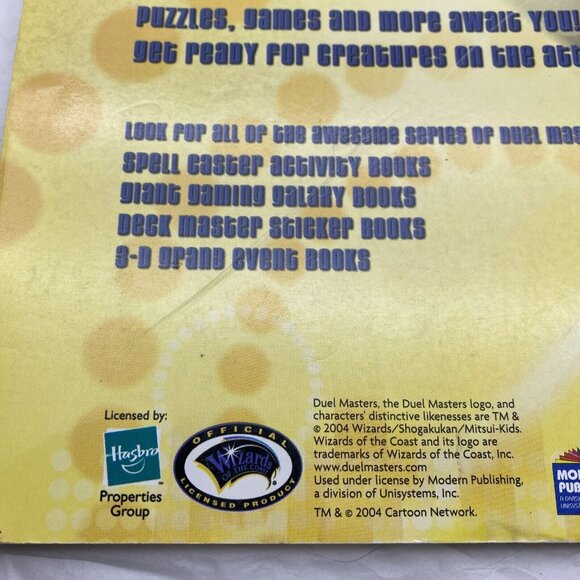 PUZZLES, GAMES AND MORE AWAIT YOU!
GET READY FOR CREATURES ON THE
LOOK FOR ALL OF THE AWESOME SERIES OF DUEL
SPELL CASTER ACTIVITY BOOKS
GIANT GAMING GALAXY BOOKS
DECK MASTER STICKER BOOKS
3-D GRAND EVENT BOOKS
Licensed by:
Hasbro
Properties
Group
OFFICIAL
WIZARDS
OF THE COAST
LICENSED PRODUCT
Duel Masters, the Duel Masters logo, and
characters' distinctive likenesses are TM &
© 2004 Wizards/Shogakukan/Mitsui-Kids.
Wizards of the Coast and its logo are
trademarks of Wizards of the Coast, Inc.
www.duelmasters.com
Used under license by Modern Publishing,
a division of Unisystems, Inc.
TM & © 2004 Cartoon Network.